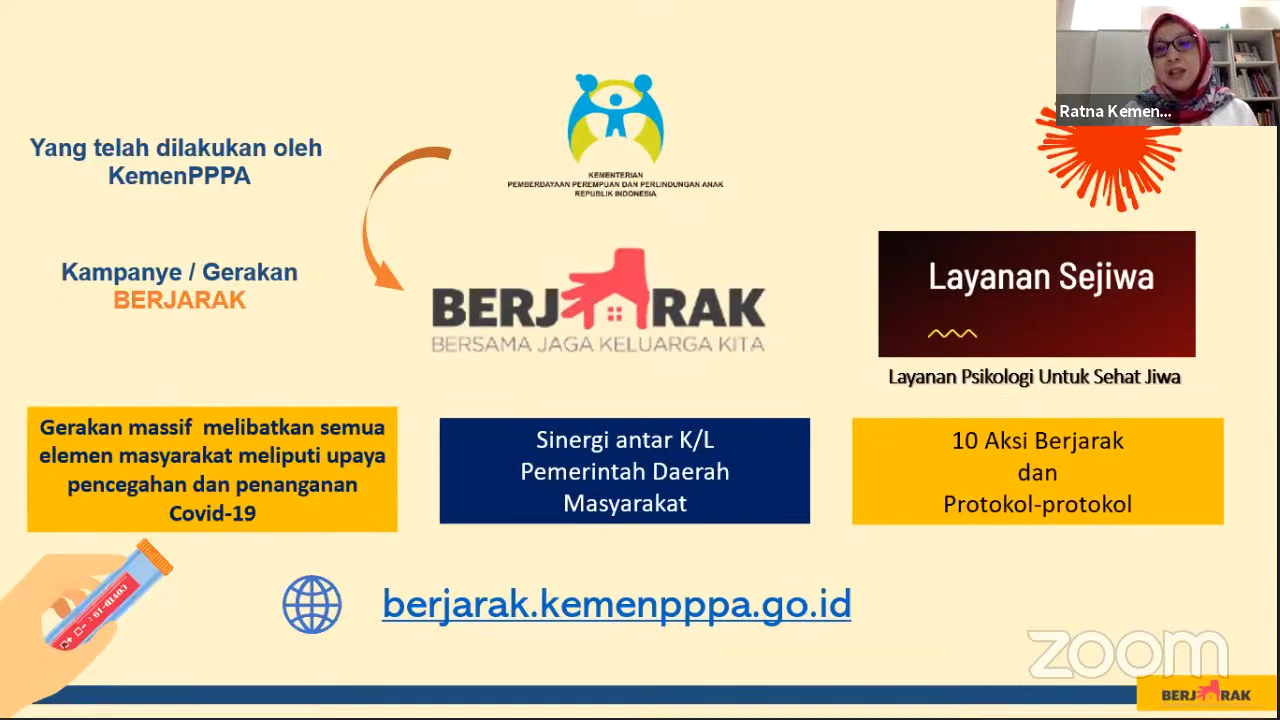 Ratna Kemen...
Yang telah dilakukan oleh
KemenPPPA
KEMENTERIAN
PEMBERDAYAAN PEREMPUAN DAN PERLINDUNGAN ANAK
REPUBLIK INDONESIA
Kampanye / Gerakan
BERJARAK
BERJARAK
BERSAMA JAGA KELUARGA KITA
Layanan Sejiwa
Layanan Psikologi Untuk Sehat Jiwa
Gerakan massif melibatkan semua
elemen masyarakat meliputi upaya
pencegahan dan penanganan
Covid-19
Sinergi antar K/L
Pemerintah Daerah
Masyarakat
10 Aksi Berjarak
dan
Protokol-protokol
berjarak.kemenpppa.go.id
zoom
BERJARAK